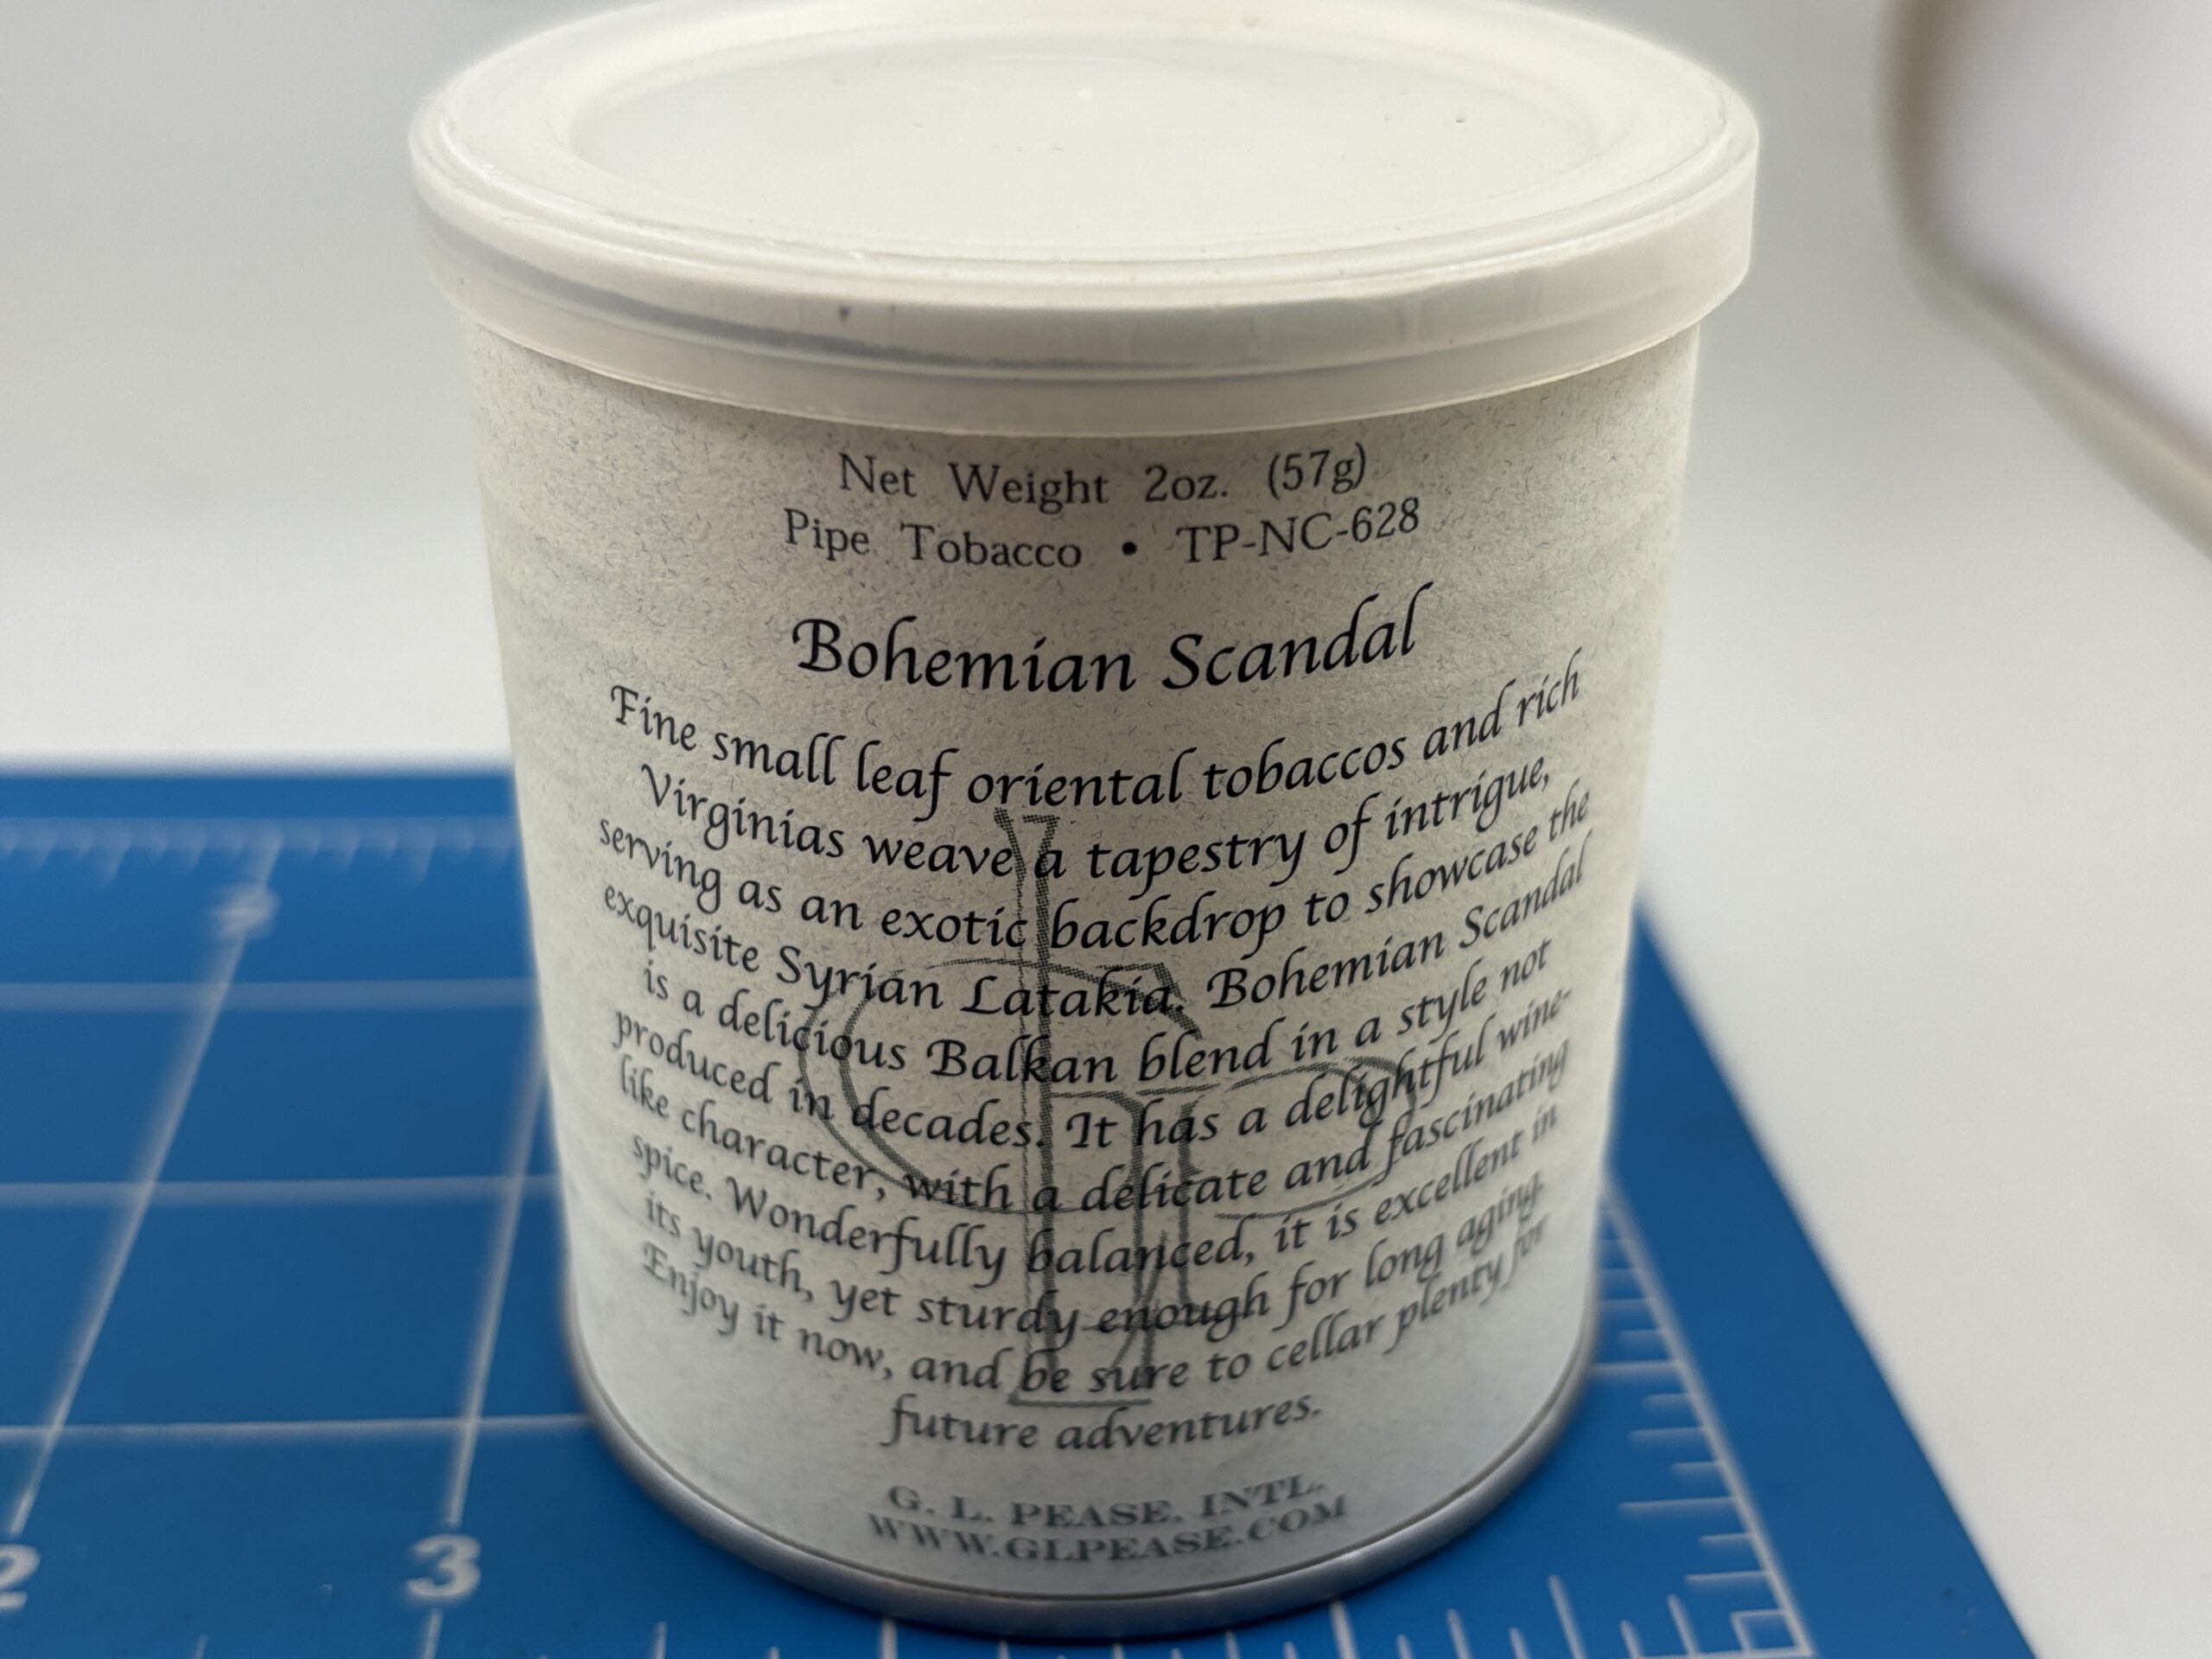 Net Weight 2oz. (57g)
Pipe Tobacco • TP-NC-628
Bohemian Scandal
Fine small leaf oriental tobaccos and rich
Virginias weave a tapestry of intrigue,
serving as an exotic backdrop to showcase the
exquisite Syrian Latakia. Bohemian Scandal
is a delicious Balkan blend in a style not
produced in decades. It has a delightful wine-
like character, with a delicate and fascinating
spice. Wonderfully balanced, it is excellent in
its youth, yet sturdy enough for long aging.
Enjoy it now, and be sure to cellar plenty for
future adventures.
G. L. PEASE, INTL.
WWW.GLPEASE.COM
2
3